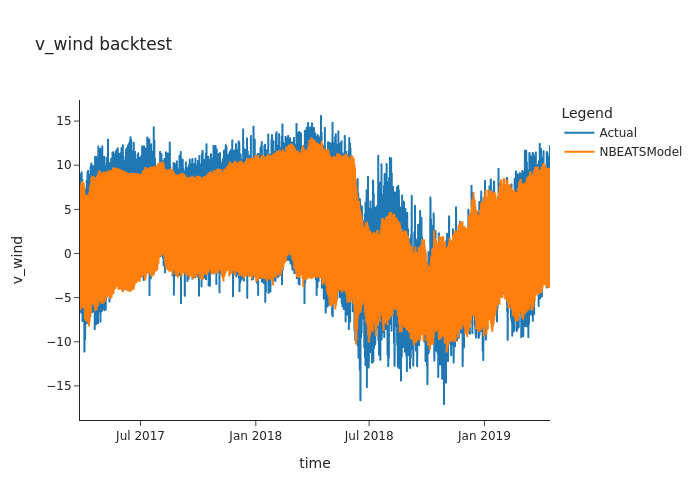 v_wind backtest
Legend
Actual
NBEATSModel
v_wind
15
10
5
0
−5
−10
−15
Jul 2017
Jan 2018
Jul 2018
Jan 2019
time